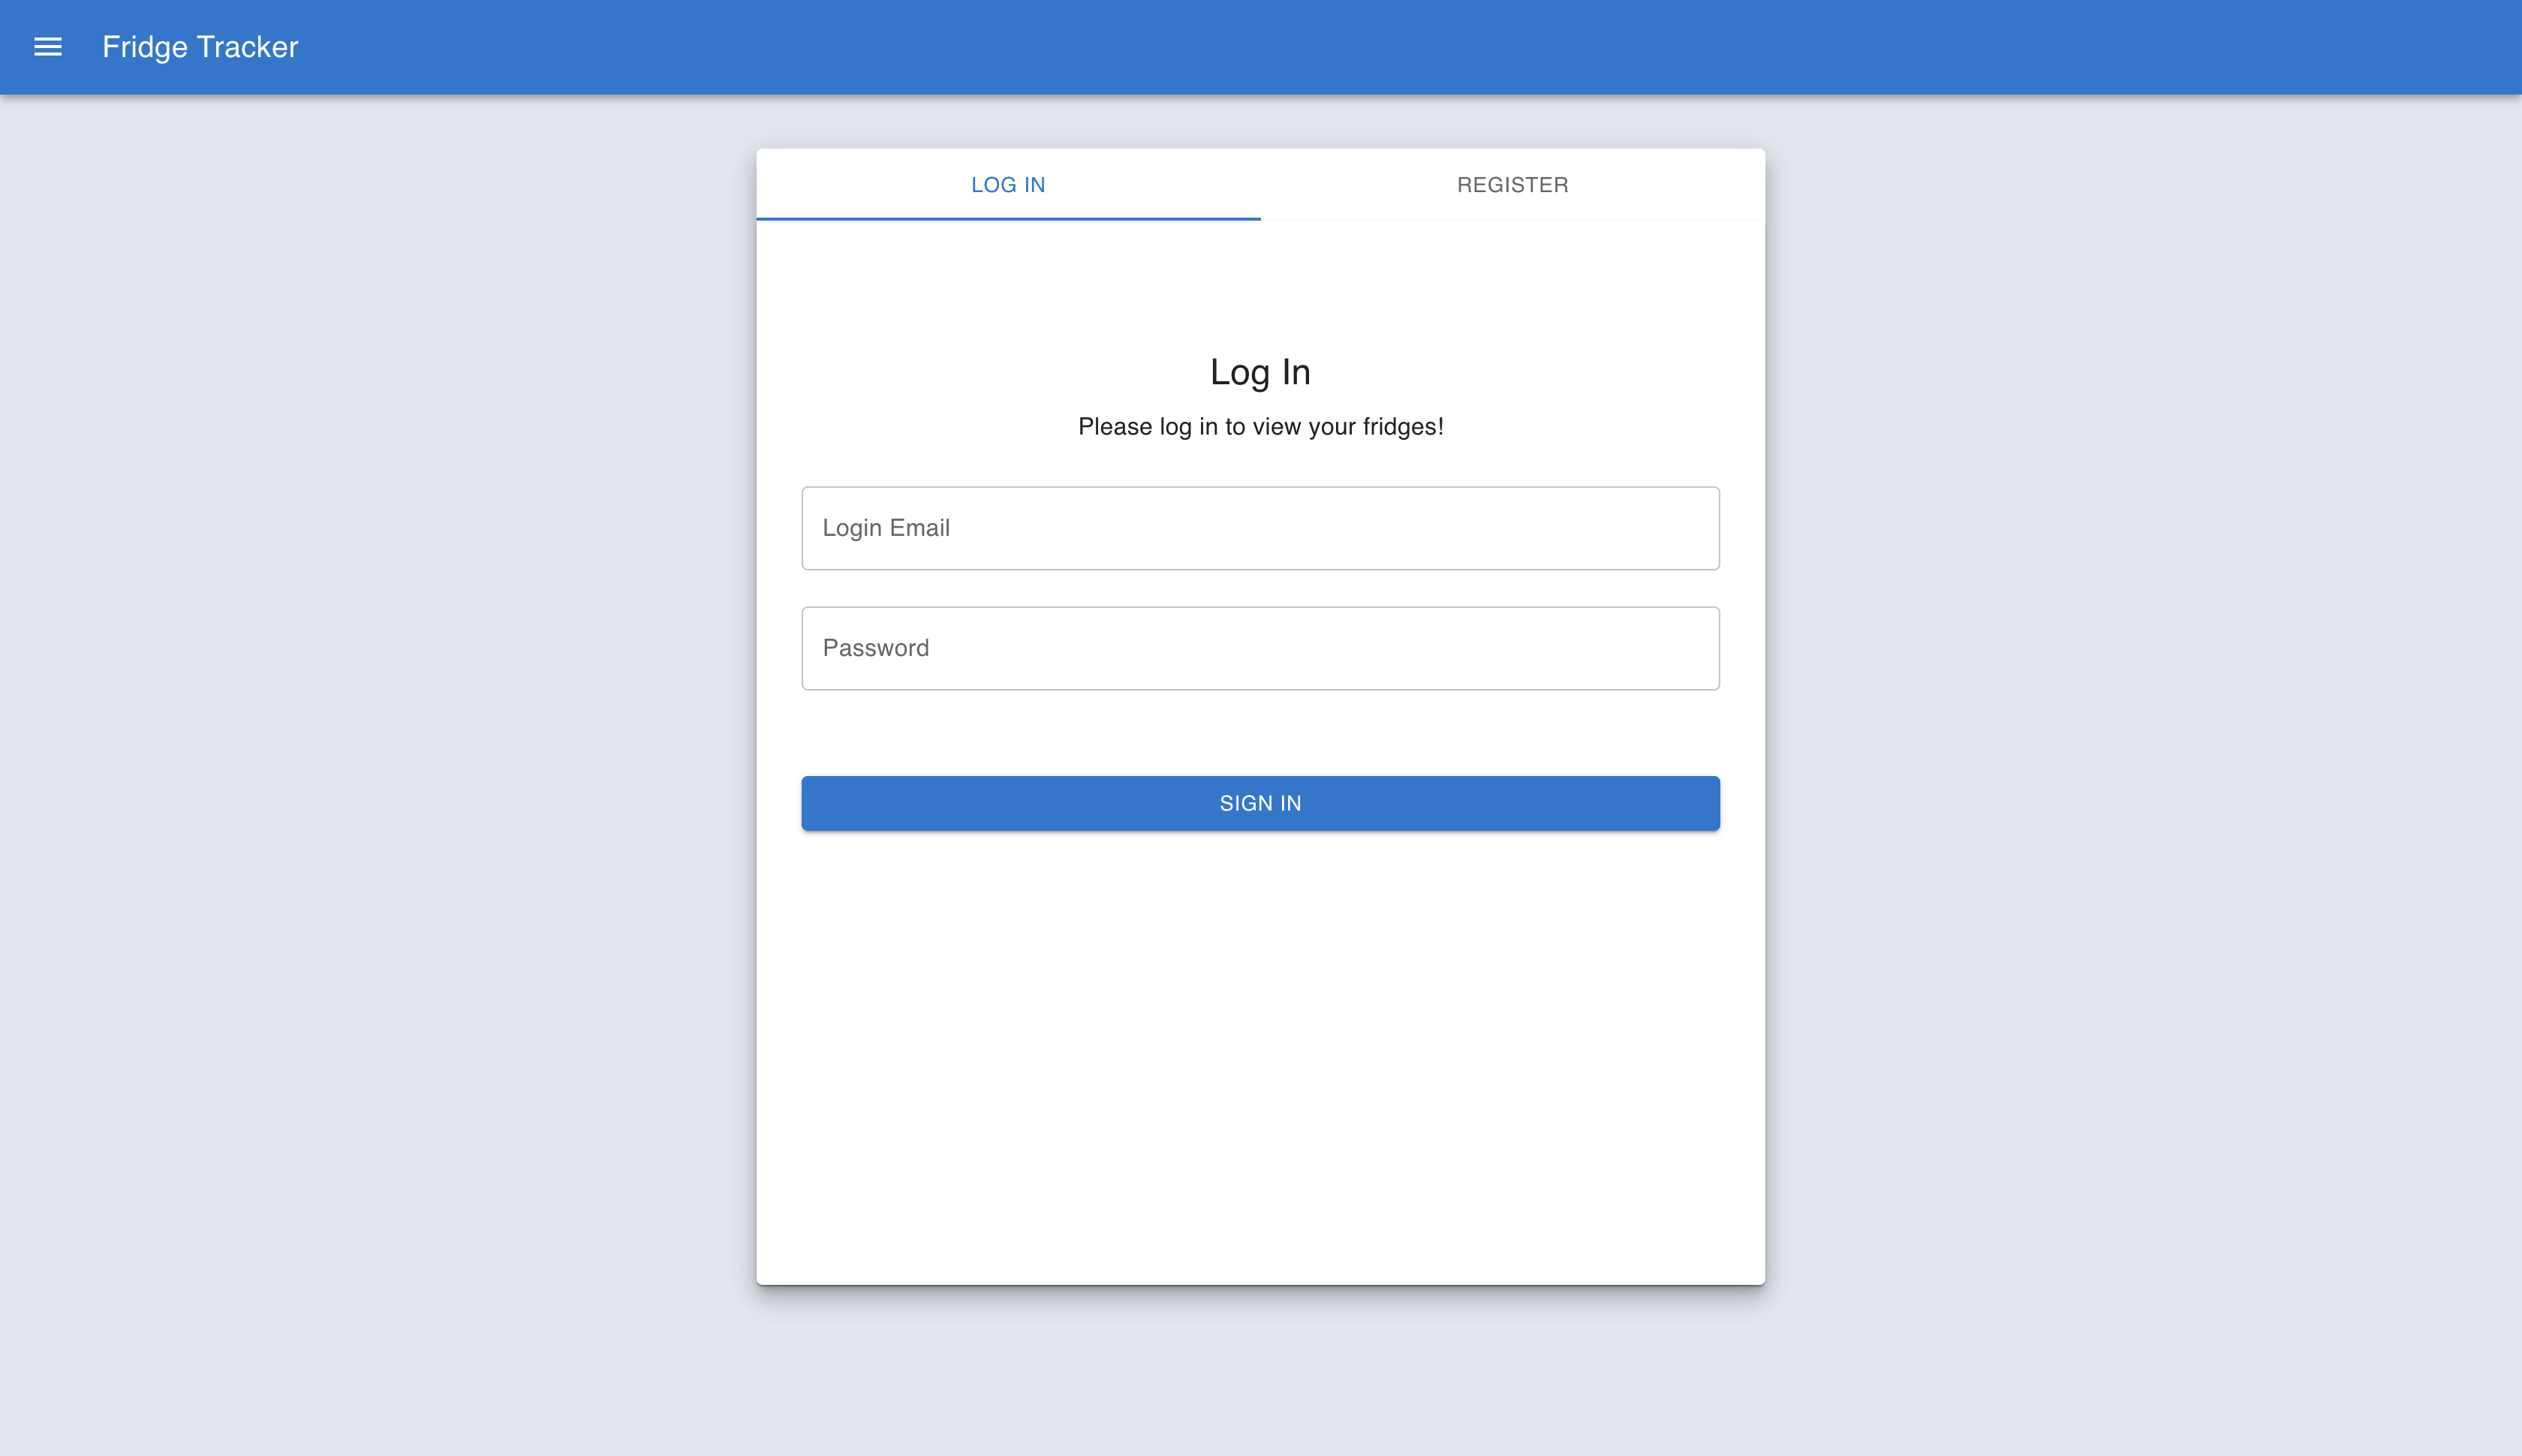 Fridge Tracker
LOG IN
REGISTER
Log In
Please log in to view your fridges!
Login Email
Password
SIGN IN